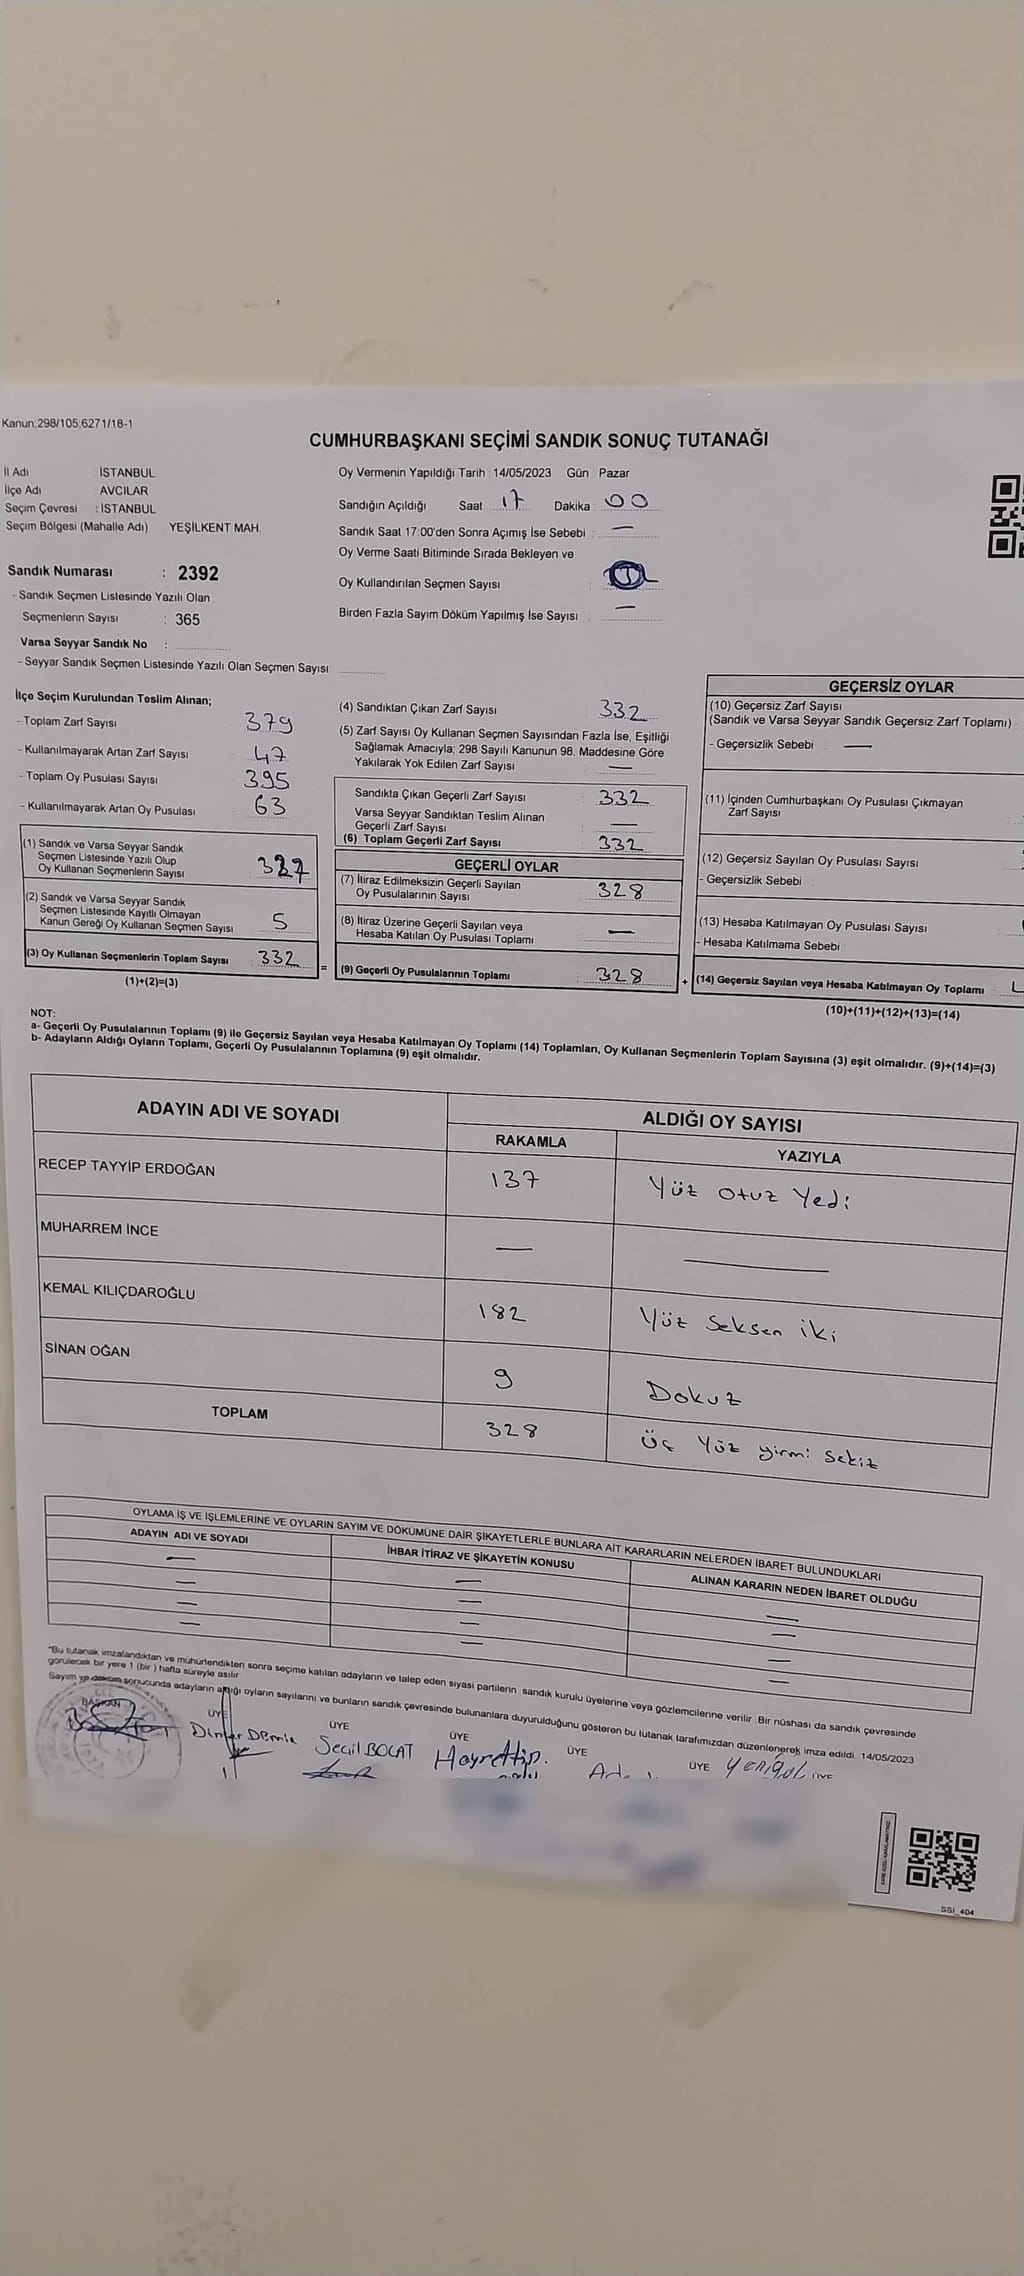 Kanun;298/105,6271/18-1
CUMHURBAŞKANI SEÇİMİ SANDIK SONUÇ TUTANAĞI
İl Adı İSTANBUL
İlçe Adı AVCILAR
Seçim Çevresi : İSTANBUL
Seçim Bölgesi (Mahalle Adı) YEŞİLKENT MAH.
Oy Vermenin Yapıldığı Tarih : 14/05/2023 Gün : Pazar
Sandığın Açıldığı Saat 17 Dakika : 00
Sandık Saat 17:00'den Sonra Açımış İse Sebebi : —
Oy Verme Saati Bitiminde Sırada Bekleyen ve
Oy Kullandırılan Seçmen Sayısı :
Birden Fazla Sayım Döküm Yapılmış İse Sayısı : —
Sandık Numarası : 2392
- Sandık Seçmen Listesinde Yazılı Olan
Seçmenlerin Sayısı : 365
Varsa Seyyar Sandık No :
- Seyyar Sandık Seçmen Listesinde Yazılı Olan Seçmen Sayısı:
İlçe Seçim Kurulundan Teslim Alınan;
- Toplam Zarf Sayısı 379
- Kullanılmayarak Artan Zarf Sayısı 47
- Toplam Oy Pusulası Sayısı 395
- Kullanılmayarak Artan Oy Pusulası 63
(1) Sandık ve Varsa Seyyar Sandık
Seçmen Listesinde Yazılı Olup
Oy Kullanan Seçmenlerin Sayısı : 327
(2) Sandık ve Varsa Seyyar Sandık
Seçmen Listesinde Kayıtlı Olmayan
Kanun Gereği Oy Kullanan Seçmen Sayısı : 5
(3) Oy Kullanan Seçmenlerin Toplam Sayısı : 332
(1)+(2)=(3)
(4) Sandıktan Çıkan Zarf Sayısı : 332
(5) Zarf Sayısı Oy Kullanan Seçmen Sayısından Fazla İse, Eşitliği
Sağlamak Amacıyla; 298 Sayılı Kanunun 98. Maddesine Göre
Yakılarak Yok Edilen Zarf Sayısı : —
Sandıkta Çıkan Geçerli Zarf Sayısı : 332
Varsa Seyyar Sandıktan Teslim Alınan
Geçerli Zarf Sayısı : —
(6) Toplam Geçerli Zarf Sayısı : 332
GEÇERLİ OYLAR
(7) İtiraz Edilmeksizin Geçerli Sayılan
Oy Pusulalarının Sayısı : 328
(8) İtiraz Üzerine Geçerli Sayılan veya
Hesaba Katılan Oy Pusulası Toplamı : —
= (9) Geçerli Oy Pusulalarının Toplamı : 328 +
GEÇERSİZ OYLAR
(10) Geçersiz Zarf Sayısı
(Sandık ve Varsa Seyyar Sandık Geçersiz Zarf Toplamı) :
- Geçersizlik Sebebi : —
(11) İçinden Cumhurbaşkanı Oy Pusulası Çıkmayan
Zarf Sayısı
(12) Geçersiz Sayılan Oy Pusulası Sayısı :
- Geçersizlik Sebebi :
(13) Hesaba Katılmayan Oy Pusulası Sayısı :
- Hesaba Katılmama Sebebi
(14) Geçersiz Sayılan veya Hesaba Katılmayan Oy Toplamı :
(10)+(11)+(12)+(13)=(14)
NOT:
a- Geçerli Oy Pusulalarının Toplamı (9) ile Geçersiz Sayılan veya Hesaba Katılmayan Oy Toplamı (14) Toplamları, Oy Kullanan Seçmenlerin Toplam Sayısına (3) eşit olmalıdır. (9)+(14)=(3)
b- Adayların Aldığı Oyların Toplamı, Geçerli Oy Pusulalarının Toplamına (9) eşit olmalıdır.
ADAYIN ADI VE SOYADI
ALDIĞI OY SAYISI
RAKAMLA YAZIYLA
RECEP TAYYİP ERDOĞAN 137 Yüz otuz Yedi
MUHARREM İNCE — —
KEMAL KILIÇDAROĞLU 182 Yüz Seksen iki
SİNAN OĞAN 9 Dokuz
TOPLAM 328 Üç Yüz yirmi Sekiz
OYLAMA İŞ VE İŞLEMLERİNE VE OYLARIN SAYIM VE DÖKÜMÜNE DAİR ŞİKAYETLERLE BUNLARA AİT KARARLARIN NELERDEN İBARET BULUNDUKLARI
ADAYIN ADI VE SOYADI İHBAR İTİRAZ VE ŞİKAYETİN KONUSU ALINAN KARARIN NEDEN İBARET OLDUĞU
— — —
— — —
— — —
— — —
*Bu tutanak imzalandıktan ve mühürlendikten sonra seçime katılan adayların ve talep eden siyasi partilerin sandık kurulu üyelerine veya gözlemcilerine verilir. Bir nüshası da sandık çevresinde
görülecek bir yere 1 (bir ) hafta süreyle asılır.
Sayım ve döküm sonucunda adayların aldığı oyların sayılarını ve bunların sandık çevresinde bulunanlara duyurulduğunu gösteren bu tutanak tarafımızdan düzenlenerek imza edildi. 14/05/2023
BAŞKAN ÜYE ÜYE ÜYE ÜYE ÜYE ÜYE
Seçil BOCAT Hayrettin
SSI_404